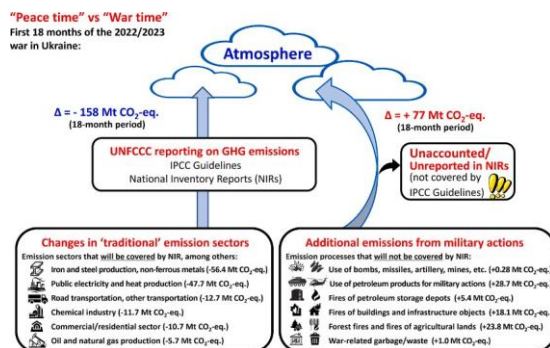 "Peace time" vs "War time"
First 18 months of the 2022/2023
war in Ukraine:
Atmosphere
Δ = - 158 Mt CO₂-eq.
(18-month period)
Δ = + 77 Mt CO₂-eq.
(18-month period)
UNFCCC reporting on GHG emissions
IPCC Guidelines
National Inventory Reports (NIRs)
Unaccounted/
Unreported in NIRs
(not covered by
IPCC Guidelines)
Changes in 'traditional' emission sectors
Emission sectors that will be covered by NIR, among others:
Iron and steel production, non-ferrous metals (-56.4 Mt CO₂-eq.)
Public electricity and heat production (-47.7 Mt CO₂-eq.)
Road transportation, other transportation (-12.7 Mt CO₂-eq.)
Chemical industry (-11.7 Mt CO₂-eq.)
Commercial/residential sector (-10.7 Mt CO₂-eq.)
Oil and natural gas production (-5.7 Mt CO₂-eq.)
Additional emissions from military actions
Emission processes that will not be covered by NIR:
Use of bombs, missiles, artillery, mines, etc. (+0.28 Mt CO₂-eq.)
Use of petroleum products for military actions (+28.7 Mt CO₂-eq.)
Fires of petroleum storage depots (+5.4 Mt CO₂-eq.)
Fires of buildings and infrastructure objects (+18.1 Mt CO₂-eq.)
Forest fires and fires of agricultural lands (+23.8 Mt CO₂-eq.)
War-related garbage/waste (+1.0 Mt CO₂-eq.)